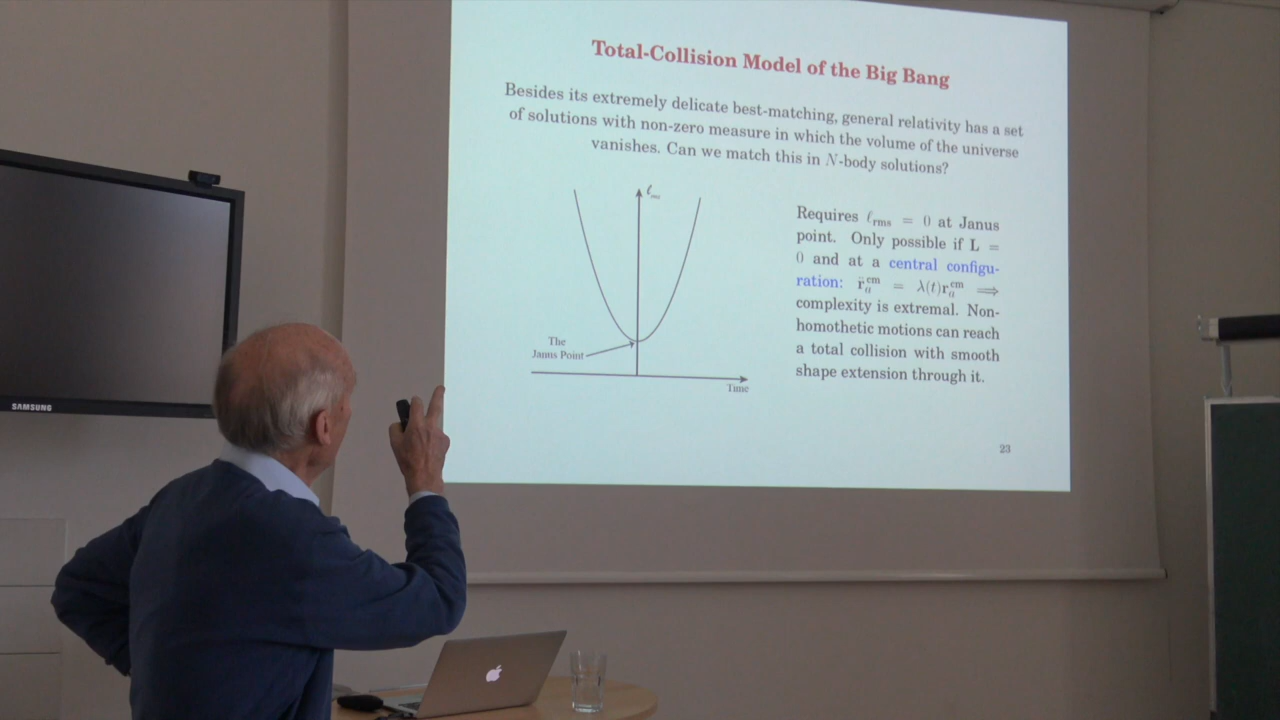 Total-Collision Model of the Big Bang
Besides its extremely delicate best-matching, general relativity has a set
of solutions with non-zero measure in which the volume of the universe
vanishes. Can we match this in N-body solutions?
ℓrms
The
Janus Point
Time
Requires ℓrms = 0 at Janus
point. Only possible if L =
0 and at a central configu-
ration: r̈ₐᶜᵐ = λ(t)rₐᶜᵐ ⟹
complexity is extremal. Non-
homothetic motions can reach
a total collision with smooth
shape extension through it.
23
SAMSUNG